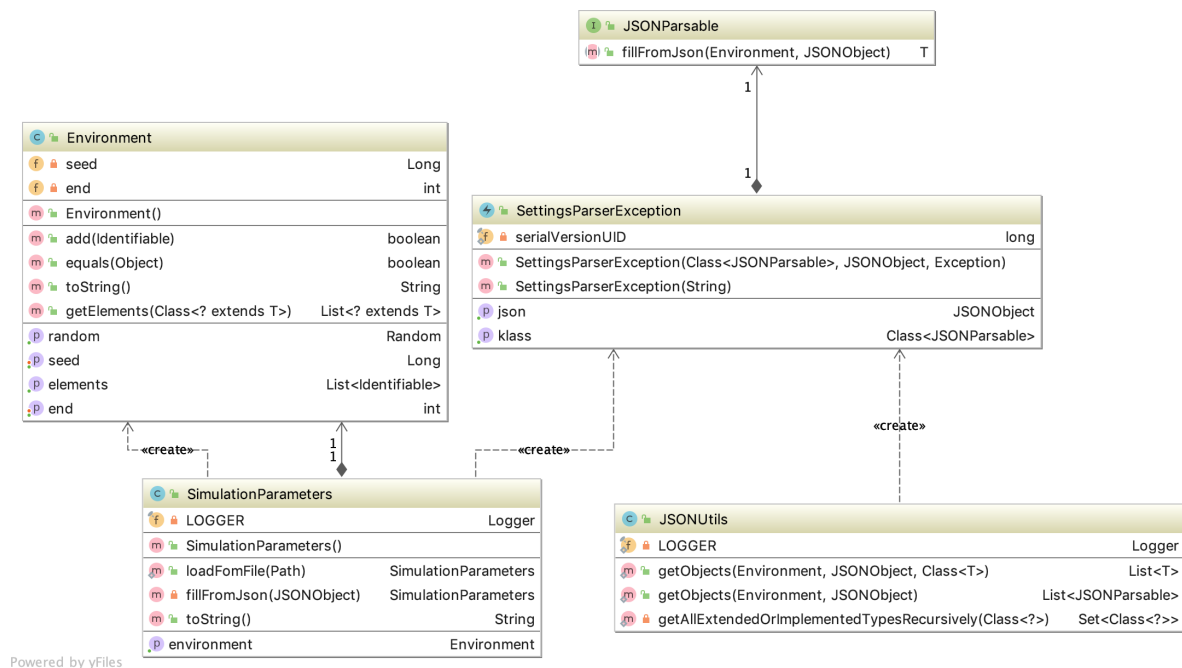 JSONParsable
fillFromJson(Environment, JSONObject) T
1
1
Environment
seed Long
end int
Environment()
add(Identifiable) boolean
equals(Object) boolean
toString() String
getElements(Class<? extends T>) List<? extends T>
random Random
seed Long
elements List<Identifiable>
end int
SettingsParserException
serialVersionUID long
SettingsParserException(Class<JSONParsable>, JSONObject, Exception)
SettingsParserException(String)
json JSONObject
klass Class<JSONParsable>
«create»
1
1
«create»
«create»
SimulationParameters
LOGGER Logger
SimulationParameters()
loadFomFile(Path) SimulationParameters
fillFromJson(JSONObject) SimulationParameters
toString() String
environment Environment
JSONUtils
LOGGER Logger
getObjects(Environment, JSONObject, Class<T>) List<T>
getObjects(Environment, JSONObject) List<JSONParsable>
getAllExtendedOrImplementedTypesRecursively(Class<?>) Set<Class<?>>
Powered by yFiles